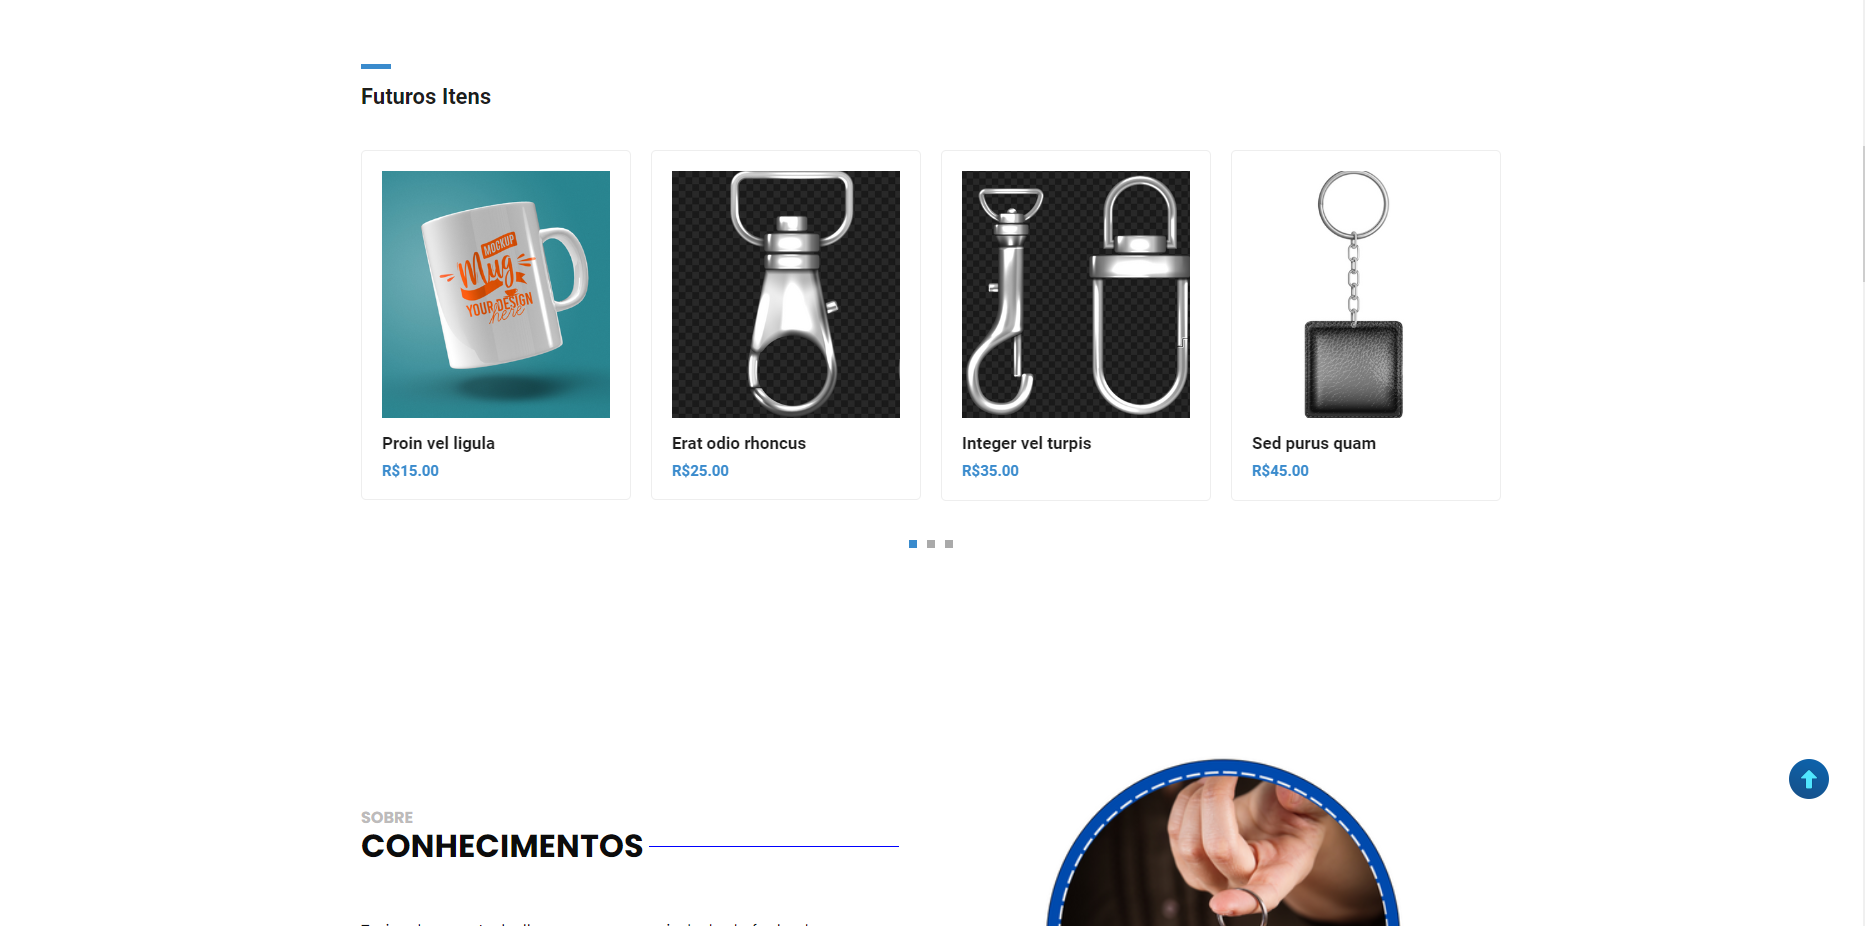 Futuros Itens
MOCKUP
Mug
YOUR DESIGN
here
Proin vel ligula
R$15.00
Erat odio rhoncus
R$25.00
Integer vel turpis
R$35.00
Sed purus quam
R$45.00
SOBRE
CONHECIMENTOS